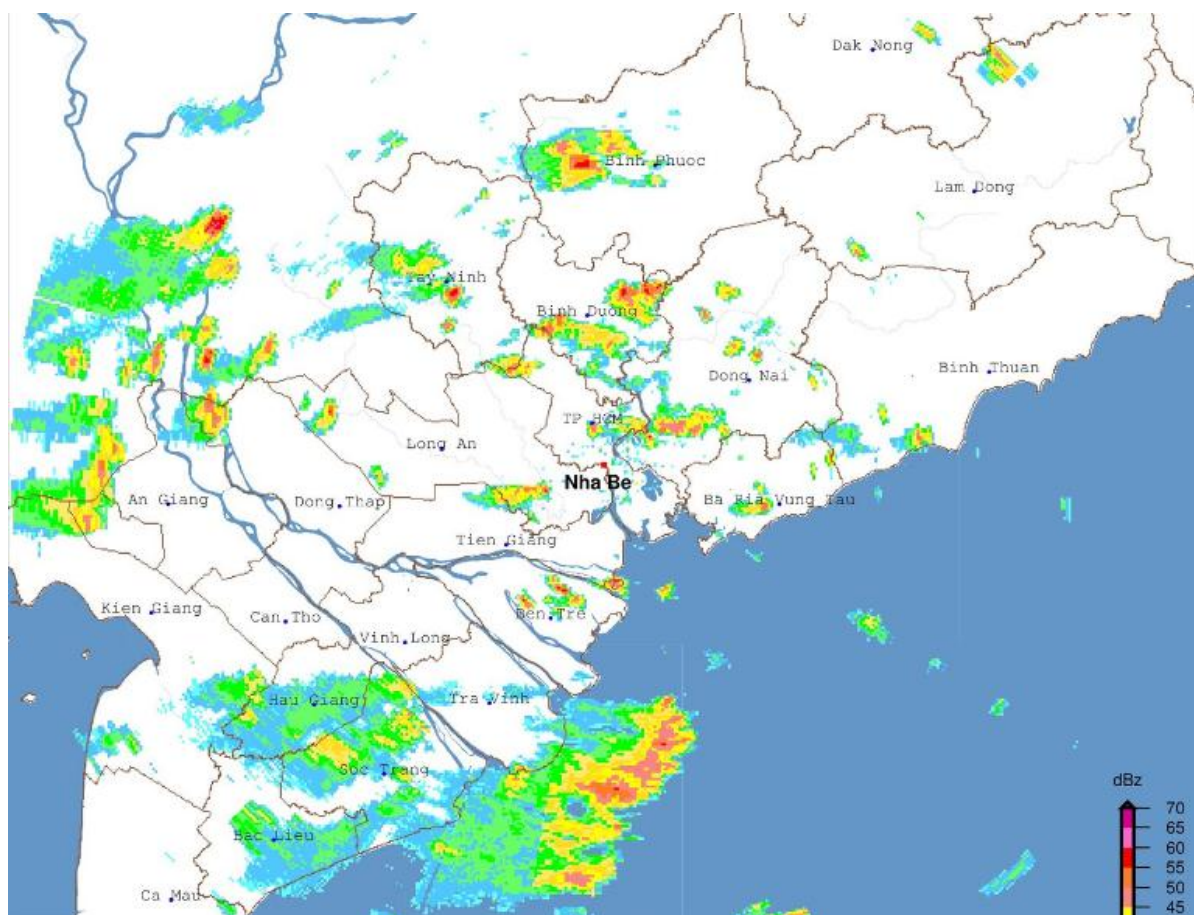 Dak Nong
Binh Phuoc
Lam Dong
Tay Ninh
Binh Duong
Dong Nai
Binh Thuan
TP HCM
Long An
Nha Be
An Giang
Dong Thap
Ba Ria Vung Tau
Tien Giang
Kien Giang
Can Tho
Ben Tre
Vinh Long
Hau Giang
Tra Vinh
Soc Trang
dBz
70
65
Bac Lieu
60
55
50
Ca Mau
45